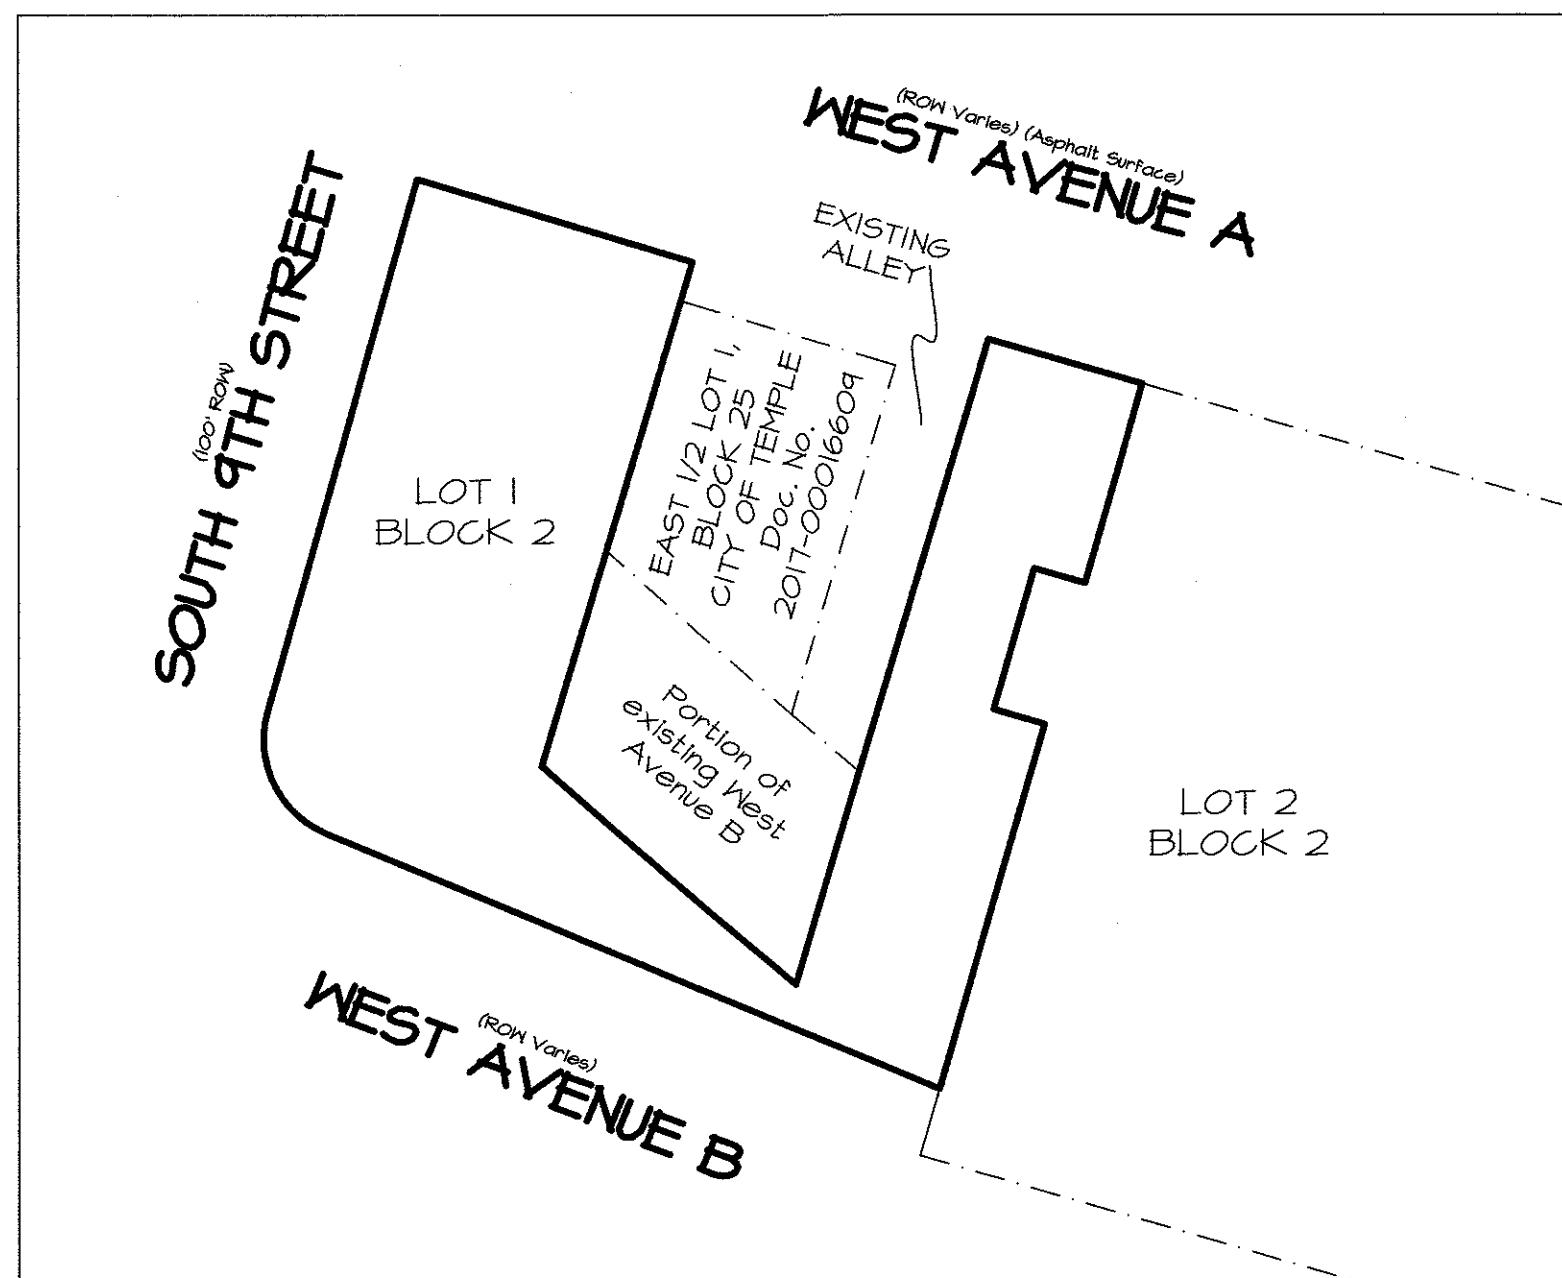 (ROW Varies) (Asphalt Surface)
WEST AVENUE A
EXISTING
ALLEY
SOUTH 9TH STREET
(100' ROW)
LOT 1
BLOCK 2
EAST 1/2 LOT 1,
BLOCK 25
CITY OF TEMPLE
Doc. No.
2017-00016609
Portion of
existing West
Avenue B
LOT 2
BLOCK 2
(ROW Varies)
WEST AVENUE B